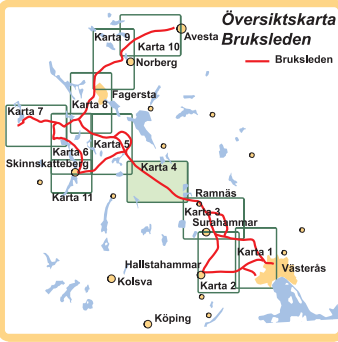 Översiktskarta
Bruksleden
Bruksleden
Karta 9
Karta 10
Avesta
Norberg
Fagersta
Karta 7
Karta 8
Karta 5
Karta 6
Skinnskatteberg
Karta 4
Karta 11
Ramnäs
Karta 3
Surahammar
Karta 1
Hallstahammar
Västerås
Kolsva
Karta 2
Köping